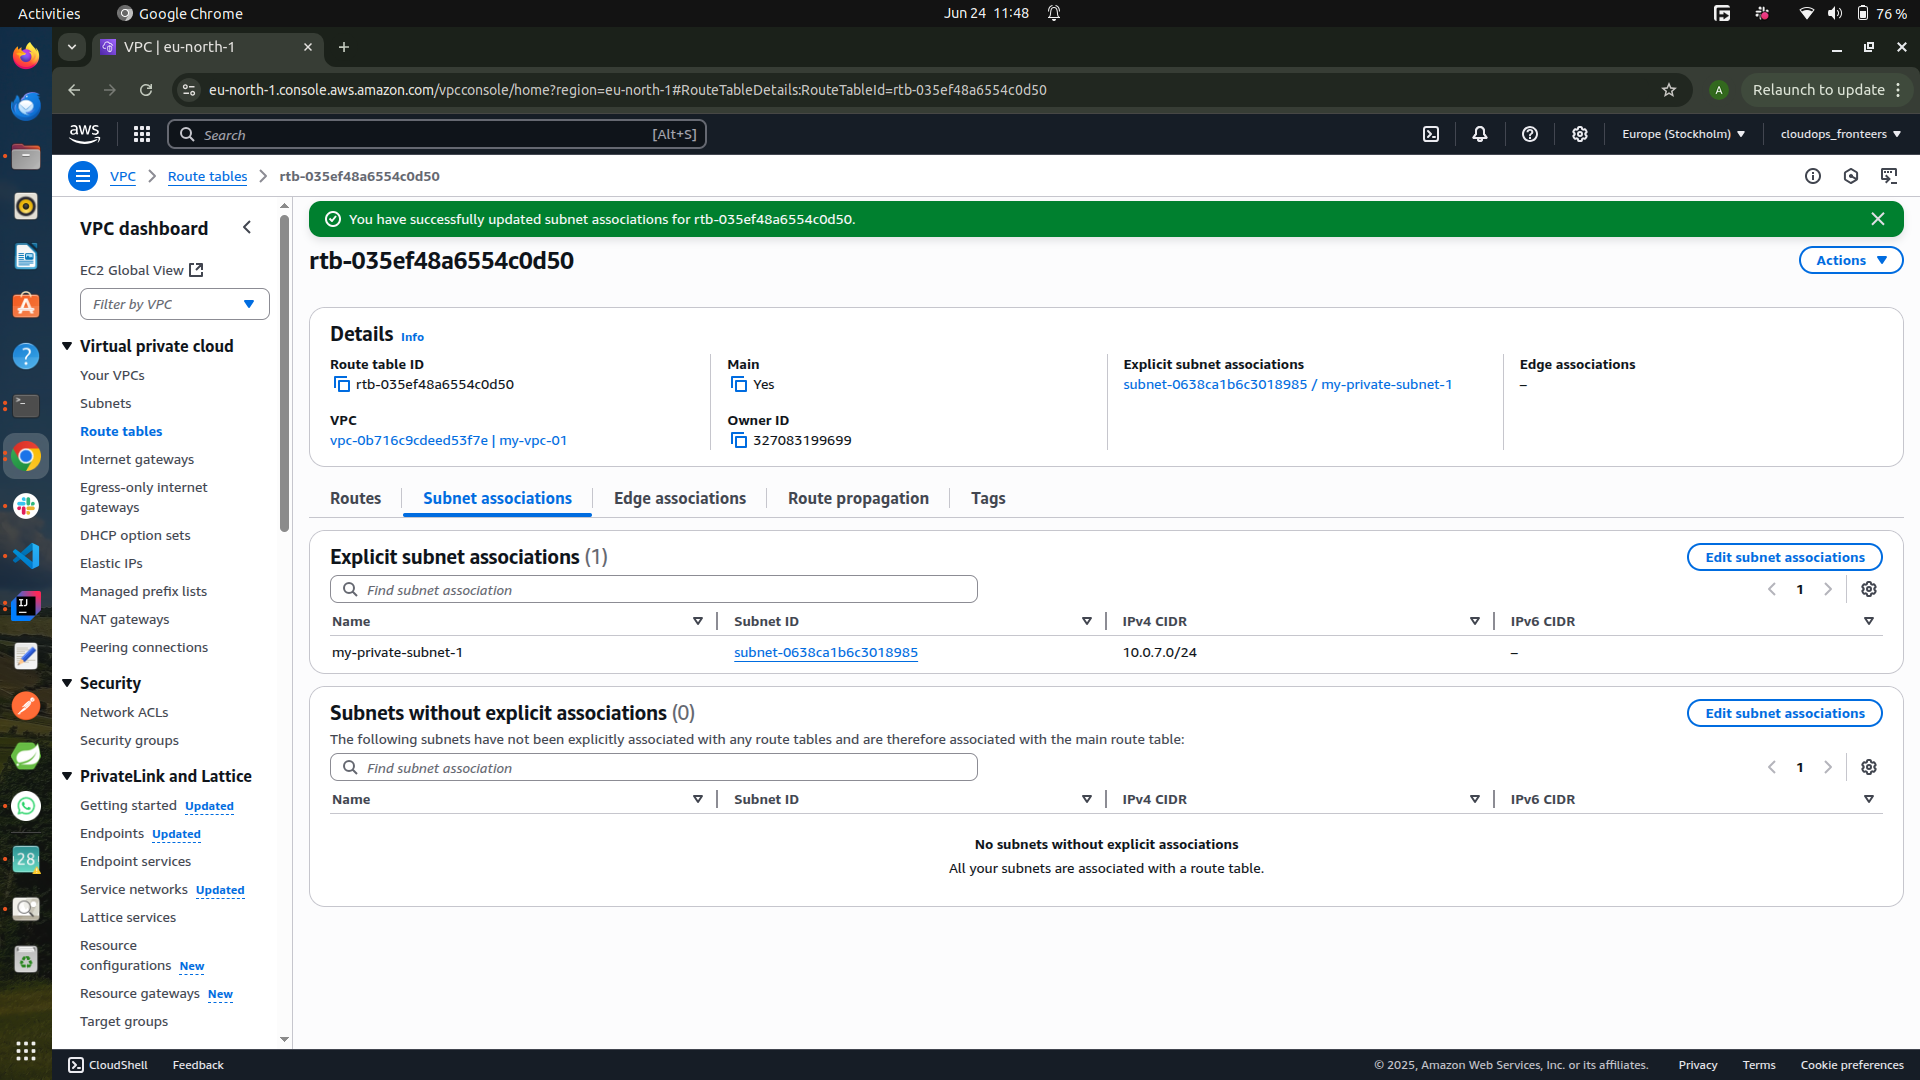 Activities
Google Chrome
Jun 24 11:48
76 %
VPC | eu-north-1
eu-north-1.console.aws.amazon.com/vpcconsole/home?region=eu-north-1#RouteTableDetails:RouteTableId=rtb-035ef48a6554c0d50
A
Relaunch to update
aws
Search
[Alt+S]
Europe (Stockholm)
cloudops_fronteers
VPC
Route tables
rtb-035ef48a6554c0d50
VPC dashboard
EC2 Global View
Filter by VPC
Virtual private cloud
Your VPCs
Subnets
Route tables
Internet gateways
Egress-only internet
gateways
DHCP option sets
Elastic IPs
Managed prefix lists
NAT gateways
Peering connections
Security
Network ACLs
Security groups
PrivateLink and Lattice
Getting started Updated
Endpoints Updated
Endpoint services
Service networks Updated
Lattice services
Resource
configurations New
Resource gateways New
Target groups
You have successfully updated subnet associations for rtb-035ef48a6554c0d50.
rtb-035ef48a6554c0d50
Actions
Details Info
Route table ID
rtb-035ef48a6554c0d50
Main
Yes
Explicit subnet associations
subnet-0638ca1b6c3018985 / my-private-subnet-1
Edge associations
–
VPC
vpc-0b716c9cdeed53f7e | my-vpc-01
Owner ID
327083199699
Routes
Subnet associations
Edge associations
Route propagation
Tags
Explicit subnet associations (1)
Edit subnet associations
Find subnet association
1
Name
Subnet ID
IPv4 CIDR
IPv6 CIDR
my-private-subnet-1
subnet-0638ca1b6c3018985
10.0.7.0/24
–
Subnets without explicit associations (0)
Edit subnet associations
The following subnets have not been explicitly associated with any route tables and are therefore associated with the main route table:
Find subnet association
1
Name
Subnet ID
IPv4 CIDR
IPv6 CIDR
No subnets without explicit associations
All your subnets are associated with a route table.
28
IJ
CloudShell
Feedback
© 2025, Amazon Web Services, Inc. or its affiliates.
Privacy
Terms
Cookie preferences